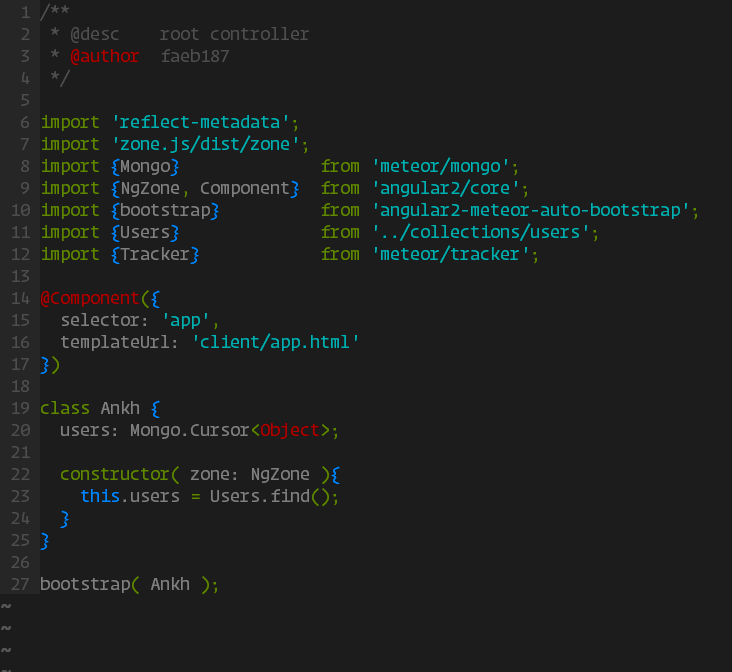 1 /**
2  * @desc    root controller
3  * @author  faeb187
4  */
5
6 import 'reflect-metadata';
7 import 'zone.js/dist/zone';
8 import {Mongo}              from 'meteor/mongo';
9 import {NgZone, Component}  from 'angular2/core';
10 import {bootstrap}          from 'angular2-meteor-auto-bootstrap';
11 import {Users}              from '../collections/users';
12 import {Tracker}            from 'meteor/tracker';
13
14 @Component({
15   selector: 'app',
16   templateUrl: 'client/app.html'
17 })
18
19 class Ankh {
20   users: Mongo.Cursor<Object>;
21
22   constructor( zone: NgZone ){
23     this.users = Users.find();
24   }
25 }
26
27 bootstrap( Ankh );
~
~
~
~